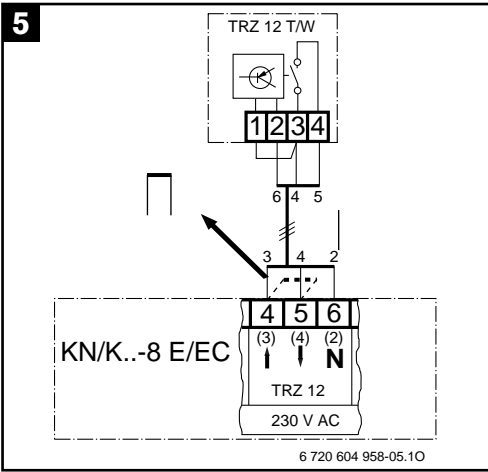 5
TRZ 12 T/W
1 2 3 4
6 4 5
3 4 2
4 5 6
(3) (4) (2)
N
KN/K..-8 E/EC
TRZ 12
230 V AC
6 720 604 958-05.1O